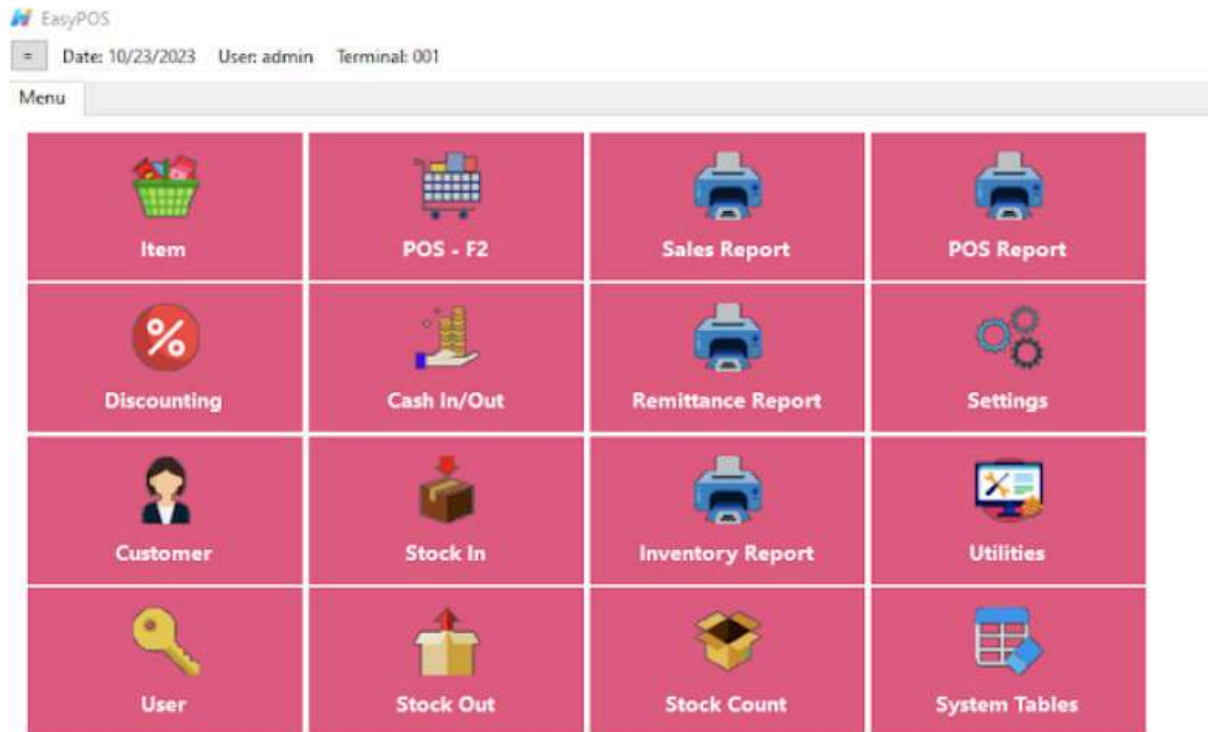 EasyPOS
= Date: 10/23/2023 User: admin Terminal: 001
Menu
Item POS - F2 Sales Report POS Report
Discounting Cash In/Out Remittance Report Settings
Customer Stock In Inventory Report Utilities
User Stock Out Stock Count System Tables